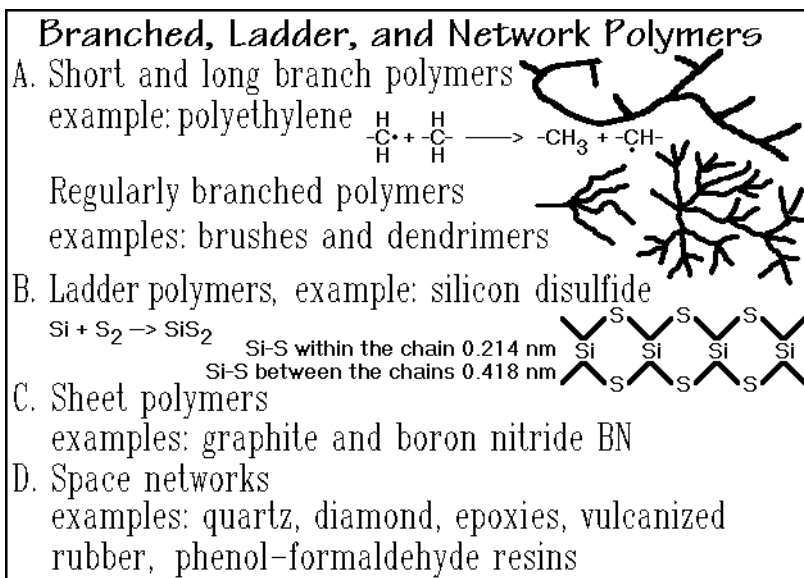 Branched, Ladder, and Network Polymers
A. Short and long branch polymers
example: polyethylene
H H
-C• + -C- ——> -CH3 + -CH-
H H •
Regularly branched polymers
examples: brushes and dendrimers
B. Ladder polymers, example: silicon disulfide
Si + S2 —> SiS2
S S S
Si-S within the chain 0.214 nm Si Si Si Si
Si-S between the chains 0.418 nm S S S
C. Sheet polymers
examples: graphite and boron nitride BN
D. Space networks
examples: quartz, diamond, epoxies, vulcanized
rubber, phenol-formaldehyde resins